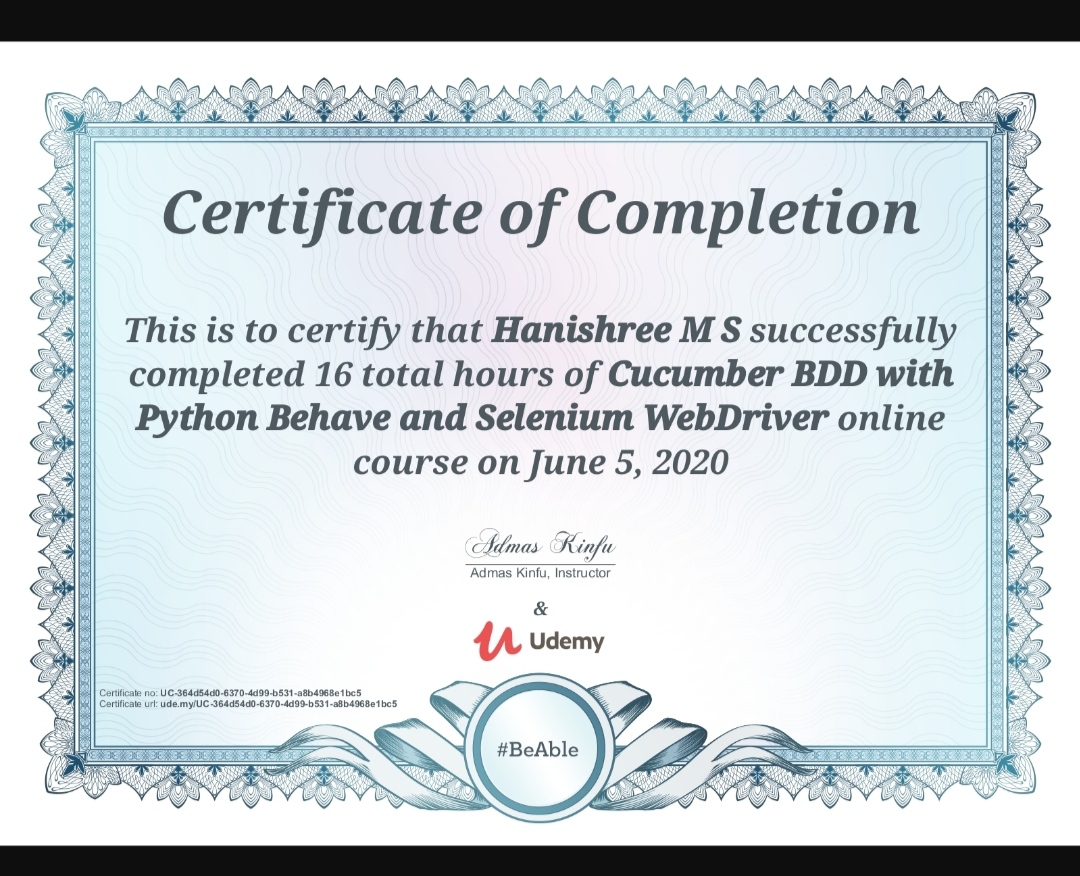 Certificate of Completion
This is to certify that Hanishree M S successfully
completed 16 total hours of Cucumber BDD with
Python Behave and Selenium WebDriver online
course on June 5, 2020
Admas Kinfu
Admas Kinfu, Instructor
&
Udemy
Certificate no: UC-364d54d0-6370-4d99-b531-a8b4968e1bc5
Certificate url: ude.my/UC-364d54d0-6370-4d99-b531-a8b4968e1bc5
#BeAble